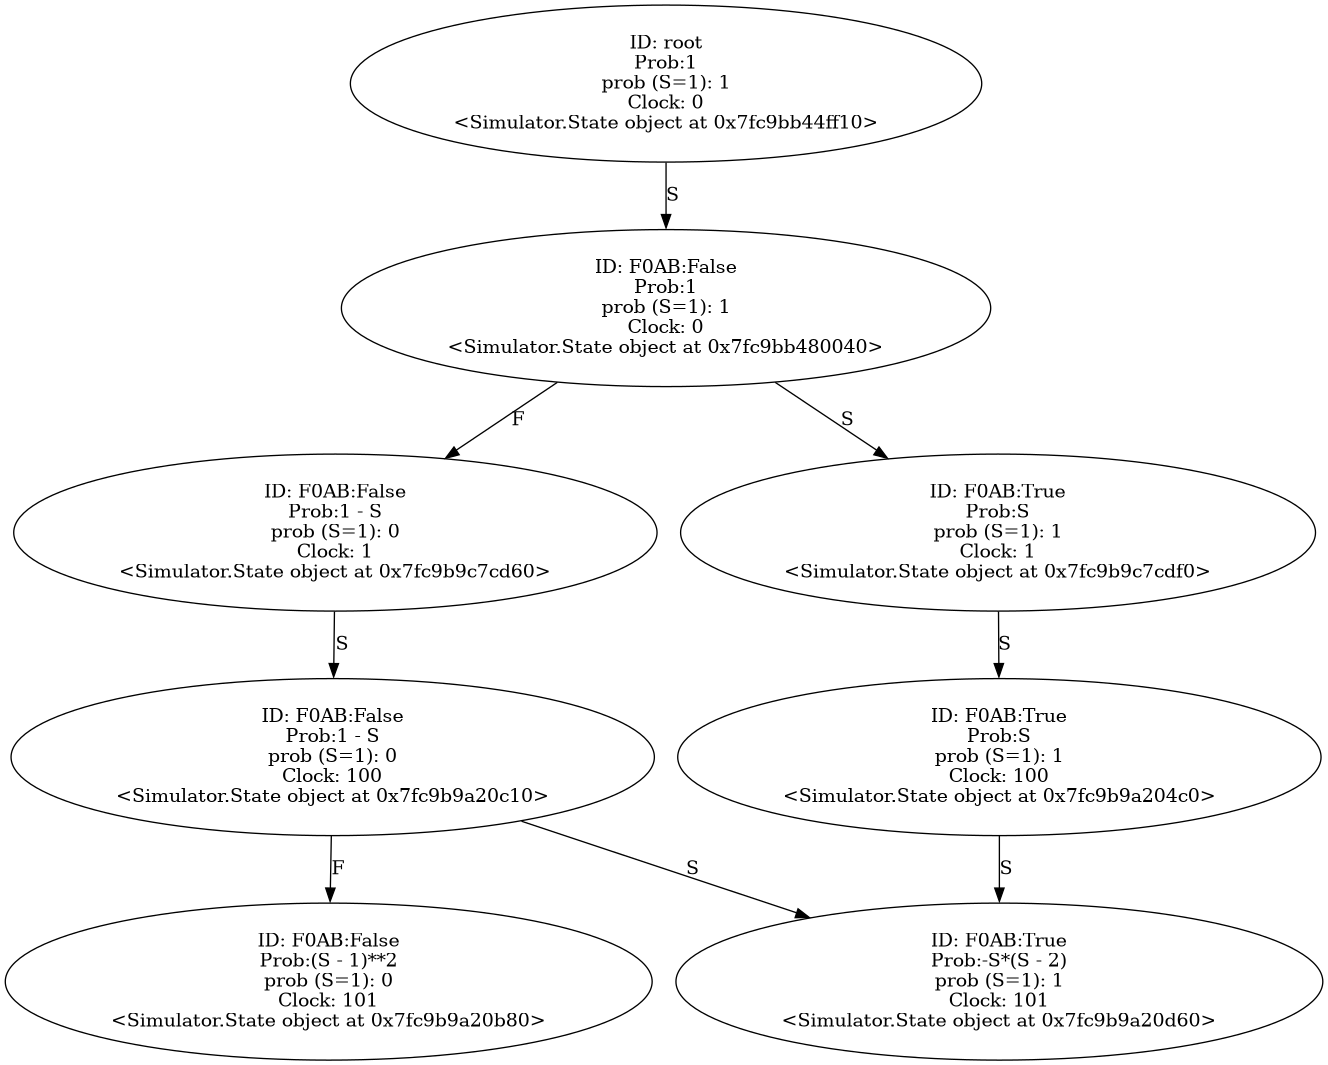 ID: root
Prob:1
prob (S=1): 1
Clock: 0
<Simulator.State object at 0x7fc9bb44ff10>
S
ID: F0AB:False
Prob:1
prob (S=1): 1
Clock: 0
<Simulator.State object at 0x7fc9bb480040>
F
S
ID: F0AB:False
Prob:1 - S
prob (S=1): 0
Clock: 1
<Simulator.State object at 0x7fc9b9c7cd60>
ID: F0AB:True
Prob:S
prob (S=1): 1
Clock: 1
<Simulator.State object at 0x7fc9b9c7cdf0>
S
S
ID: F0AB:False
Prob:1 - S
prob (S=1): 0
Clock: 100
<Simulator.State object at 0x7fc9b9a20c10>
ID: F0AB:True
Prob:S
prob (S=1): 1
Clock: 100
<Simulator.State object at 0x7fc9b9a204c0>
F
S
S
ID: F0AB:False
Prob:(S - 1)**2
prob (S=1): 0
Clock: 101
<Simulator.State object at 0x7fc9b9a20b80>
ID: F0AB:True
Prob:-S*(S - 2)
prob (S=1): 1
Clock: 101
<Simulator.State object at 0x7fc9b9a20d60>